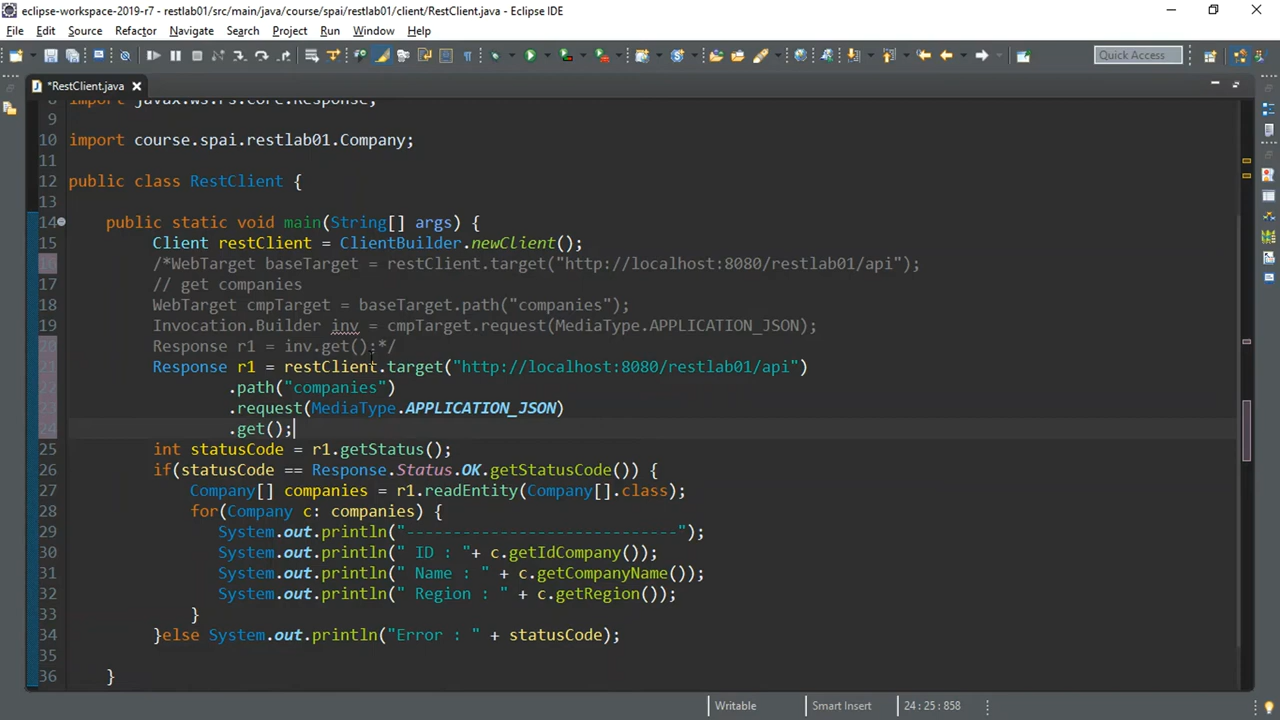 eclipse-workspace-2019-r7 - restlab01/src/main/java/course/spai/restlab01/client/RestClient.java - Eclipse IDE
File Edit Source Refactor Navigate Search Project Run Window Help
Quick Access
*RestClient.java
8 import javax.ws.rs.core.Response;
9
10 import course.spai.restlab01.Company;
11
12 public class RestClient {
13
14 public static void main(String[] args) {
15 Client restClient = ClientBuilder.newClient();
16 /*WebTarget baseTarget = restClient.target("http://localhost:8080/restlab01/api");
17 // get companies
18 WebTarget cmpTarget = baseTarget.path("companies");
19 Invocation.Builder inv = cmpTarget.request(MediaType.APPLICATION_JSON);
20 Response r1 = inv.get();*/
21 Response r1 = restClient.target("http://localhost:8080/restlab01/api")
22 .path("companies")
23 .request(MediaType.APPLICATION_JSON)
24 .get();
25 int statusCode = r1.getStatus();
26 if(statusCode == Response.Status.OK.getStatusCode()) {
27 Company[] companies = r1.readEntity(Company[].class);
28 for(Company c: companies) {
29 System.out.println("-----------------------------");
30 System.out.println(" ID : "+ c.getIdCompany());
31 System.out.println(" Name : " + c.getCompanyName());
32 System.out.println(" Region : " + c.getRegion());
33 }
34 }else System.out.println("Error : " + statusCode);
35
36 }
Writable Smart Insert 24 : 25 : 858